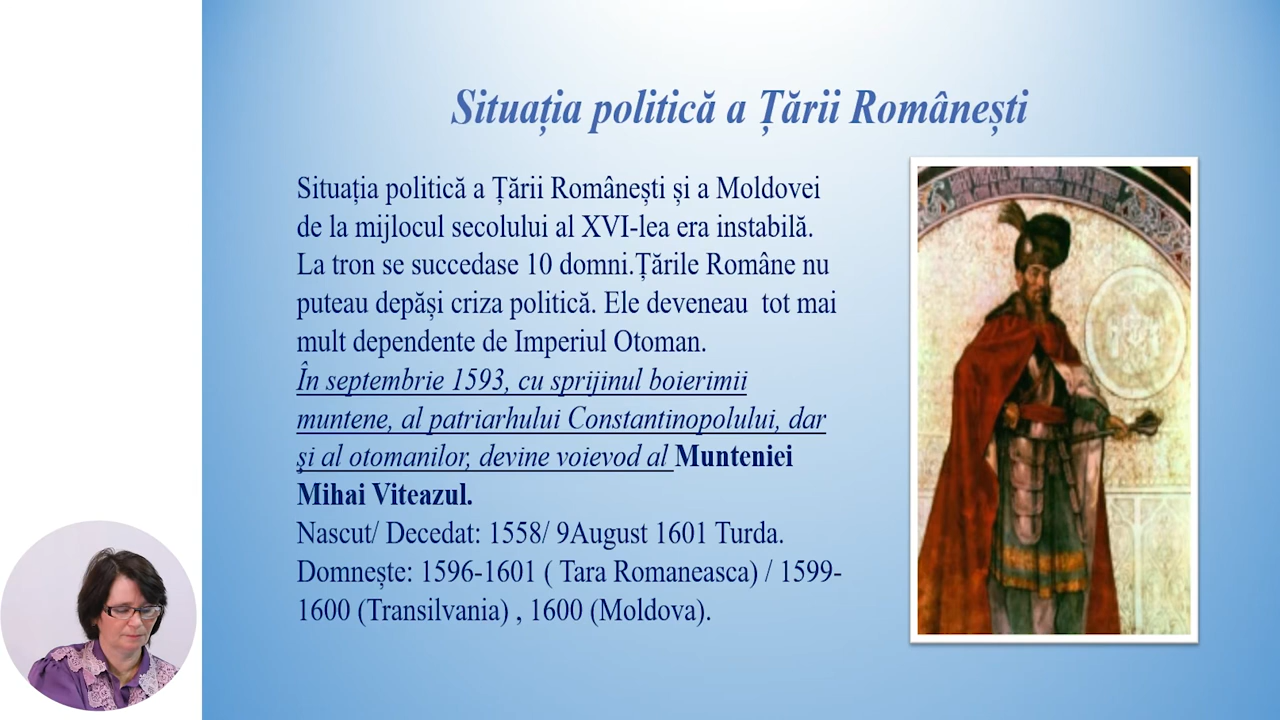 Situația politică a Țării Românești
Situația politică a Țării Românești și a Moldovei
de la mijlocul secolului al XVI-lea era instabilă.
La tron se succedase 10 domni.Țările Române nu
puteau depăși criza politică. Ele deveneau  tot mai
mult dependente de Imperiul Otoman.
În septembrie 1593, cu sprijinul boierimii
muntene, al patriarhului Constantinopolului, dar
şi al otomanilor, devine voievod al Munteniei
Mihai Viteazul.
Nascut/ Decedat: 1558/ 9August 1601 Turda.
Domnește: 1596-1601 ( Tara Romaneasca) / 1599-
1600 (Transilvania) , 1600 (Moldova).